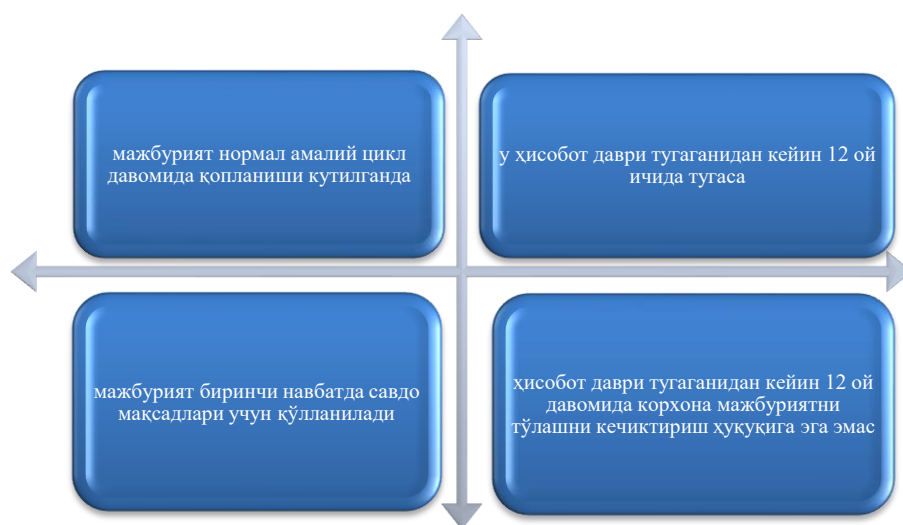 мажбурият нормал амалий цикл
давомида қопланиши кутилганда
у ҳисобот даври тугаганидан кейин 12 ой
ичида тугаса
мажбурият биринчи навбатда савдо
мақсадлари учун қўлланилади
ҳисобот даври тугаганидан кейин 12 ой
давомида корхона мажбуриятни
тўлашни кечиктириш ҳуқуқига эга эмас